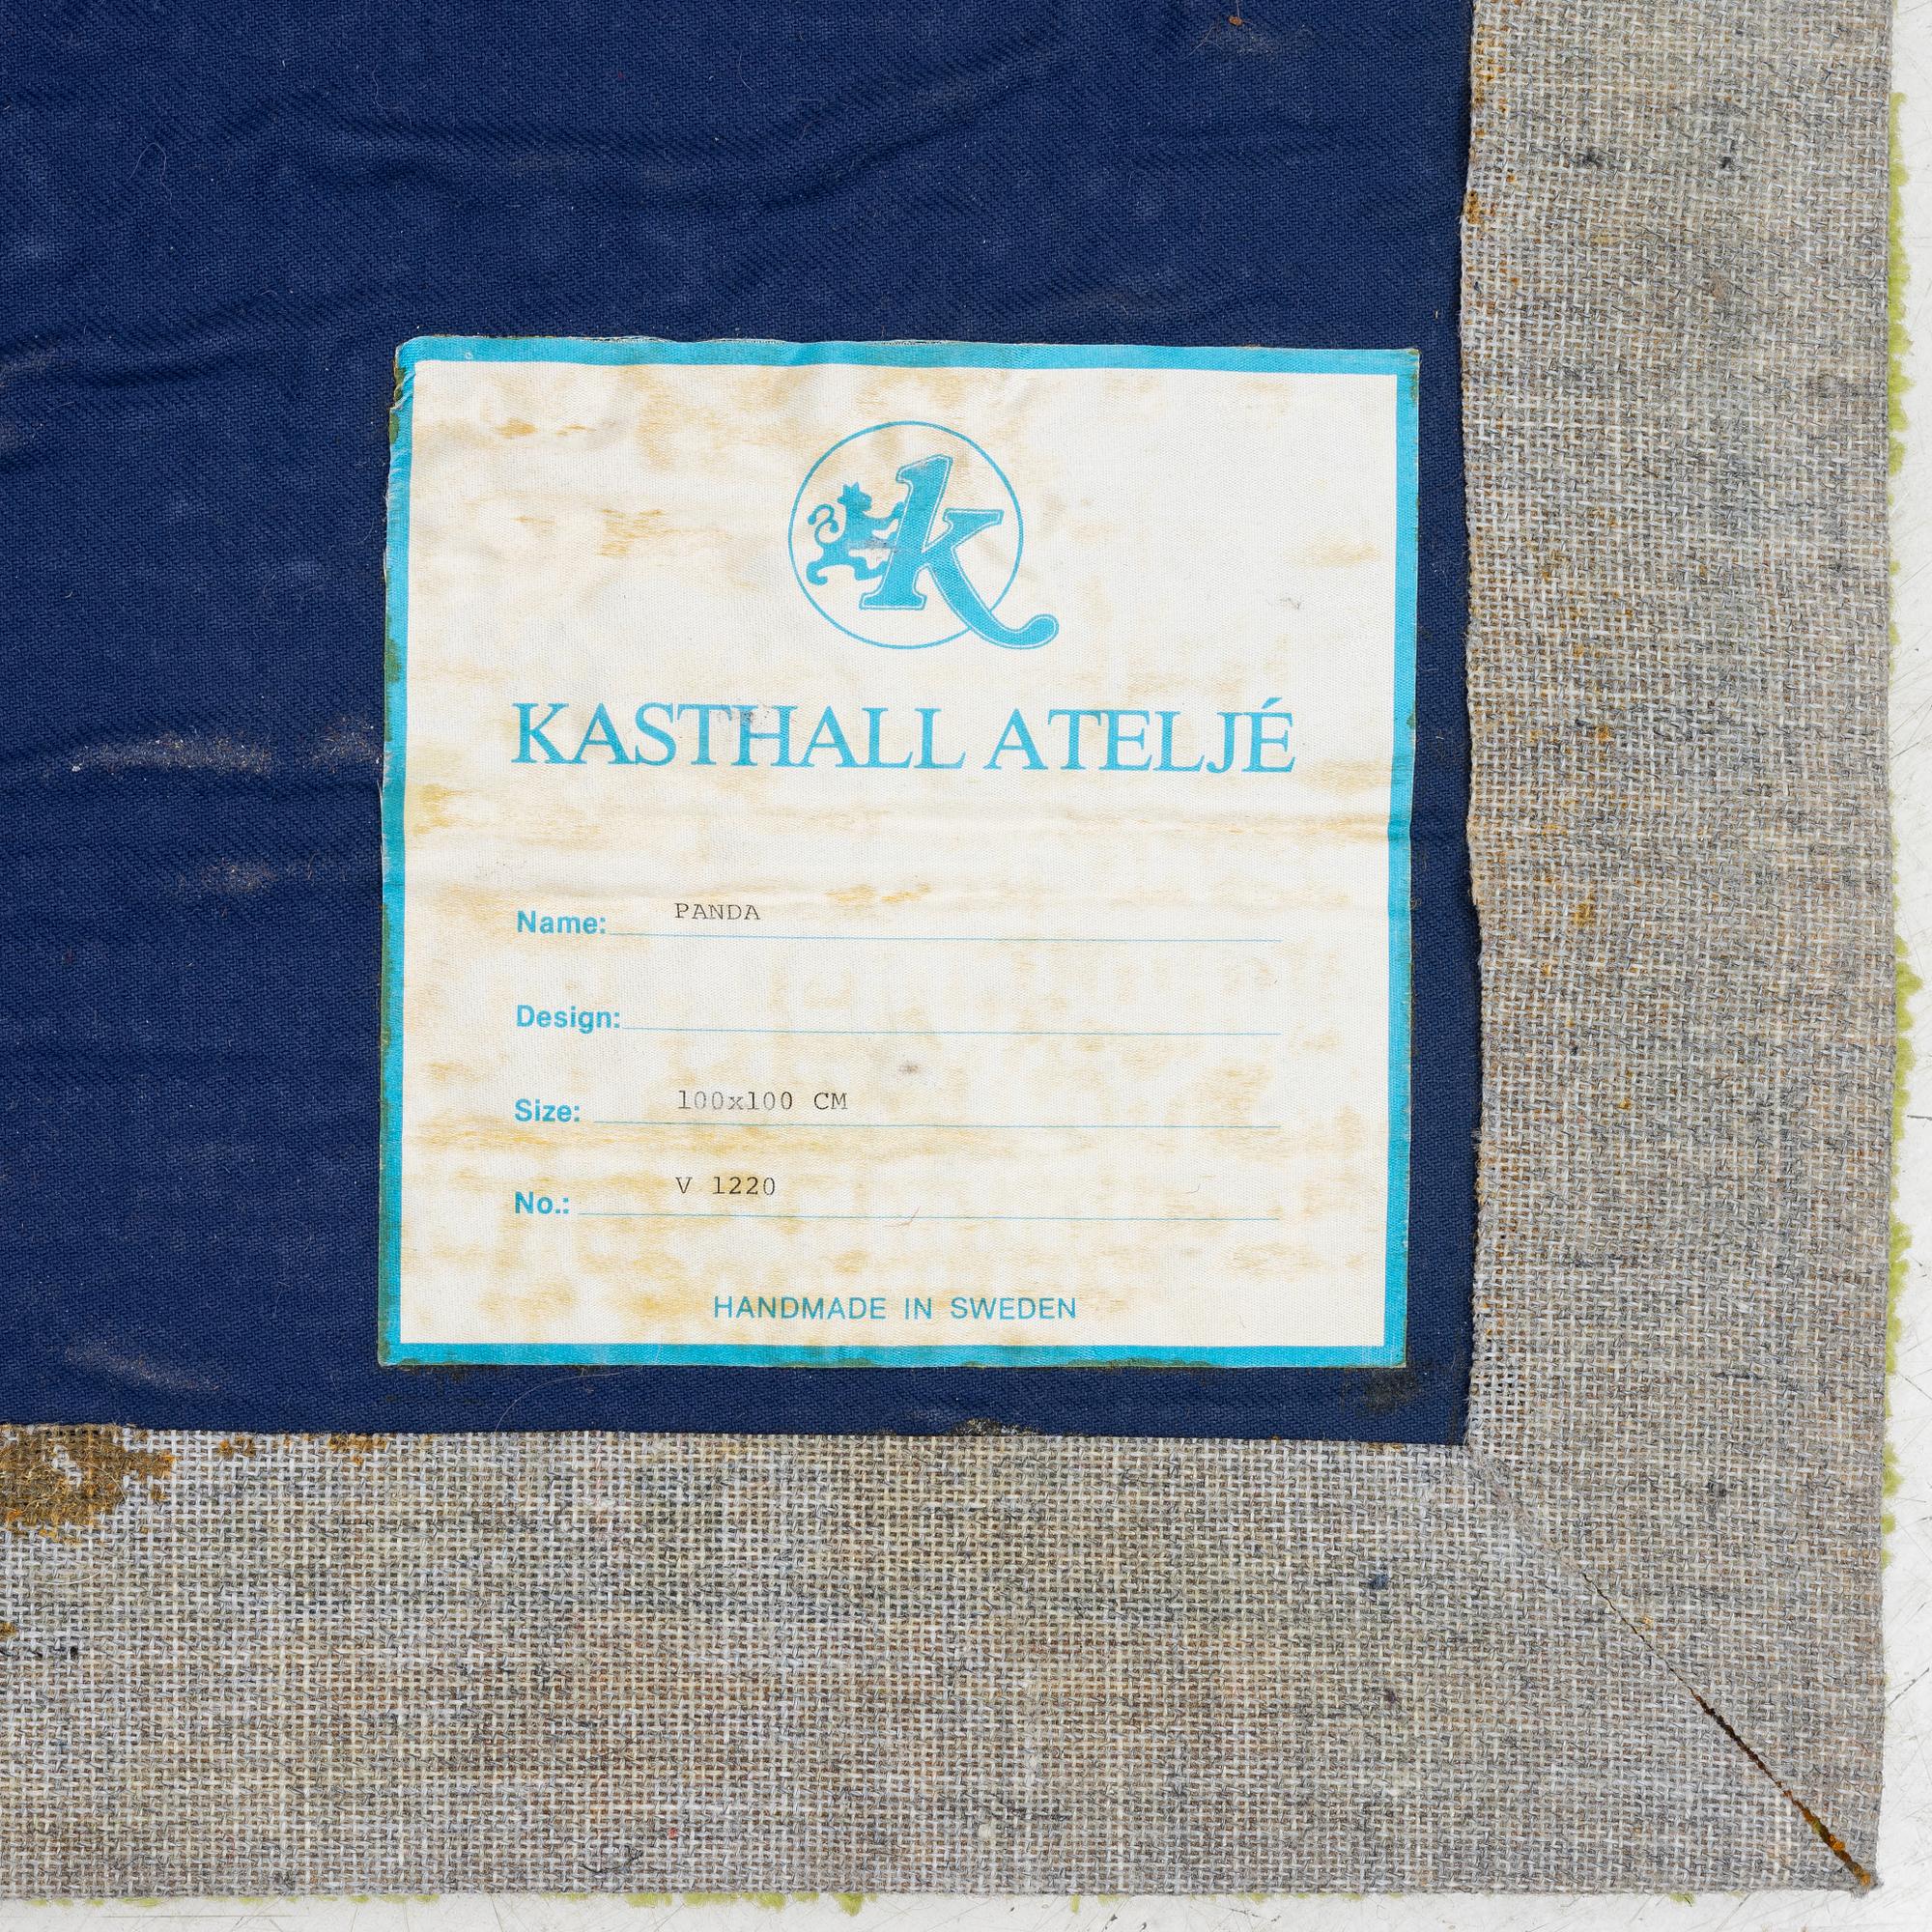 k
KASTHALL ATELJÉ
Name: PANDA
Design:
Size: 100x100 CM
No.: V 1220
HANDMADE IN SWEDEN